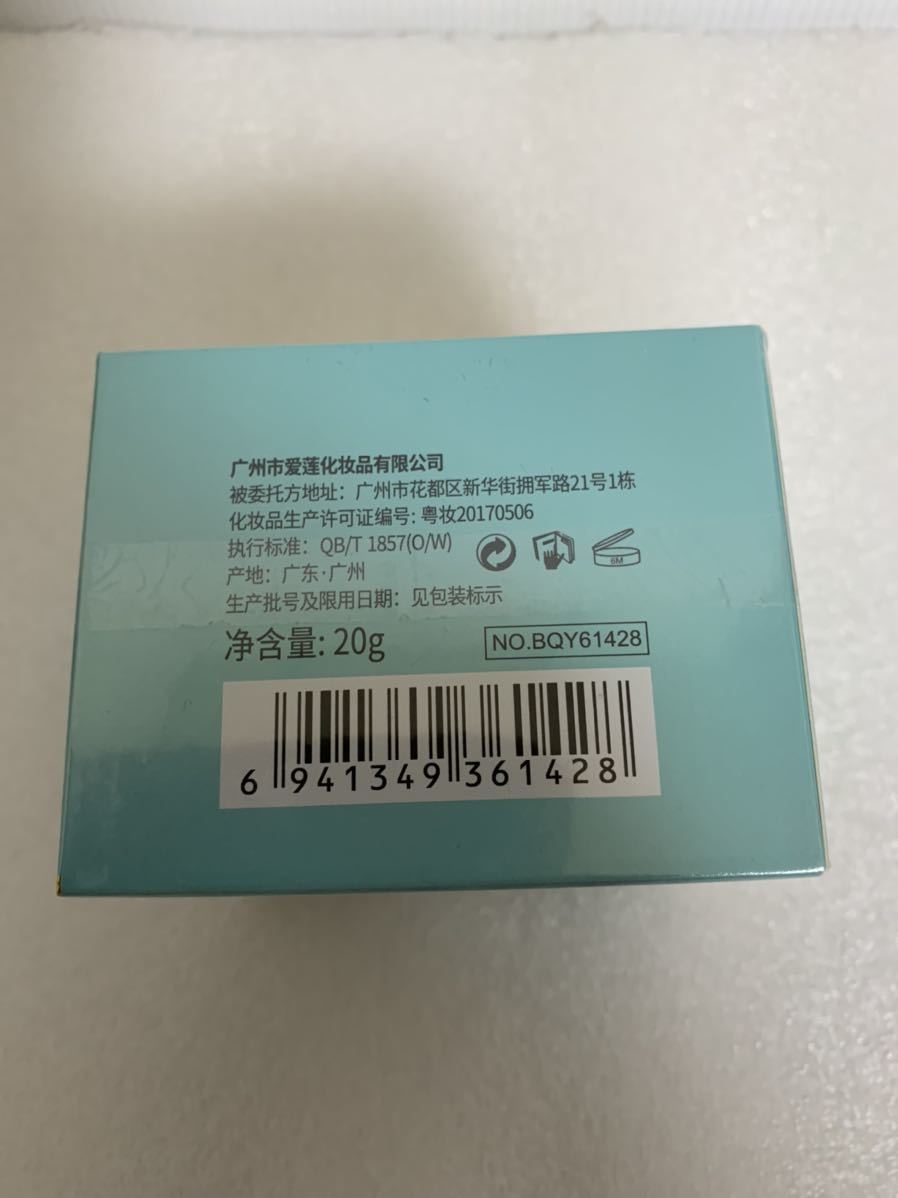 广州市爱莲化妆品有限公司
被委托方地址：广州市花都区新华街拥军路21号1栋
化妆品生产许可证编号: 粤妆20170506
执行标准：QB/T 1857(O/W)
6M
产地：广东·广州
生产批号及限用日期：见包装标示
净含量: 20g
NO.BQY61428
6 941349 361428